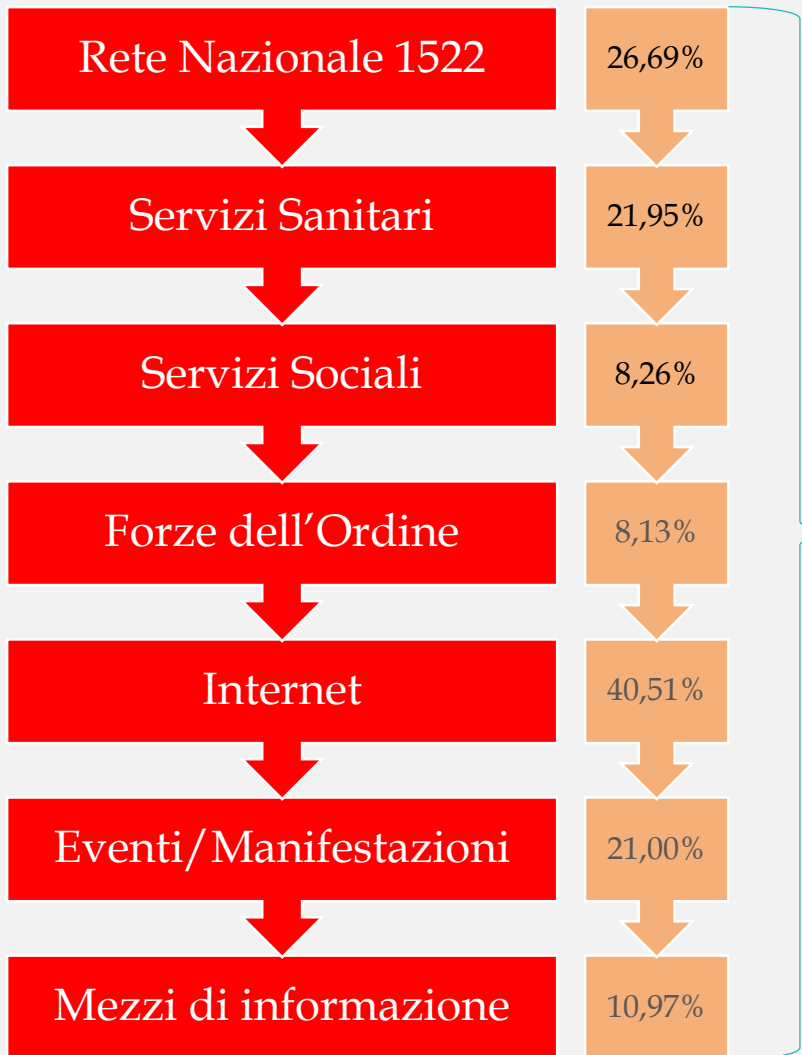 Rete Nazionale 1522
26,69%
Servizi Sanitari
21,95%
Servizi Sociali
8,26%
Forze dell’Ordine
8,13%
Internet
40,51%
Eventi/Manifestazioni
21,00%
Mezzi di informazione
10,97%